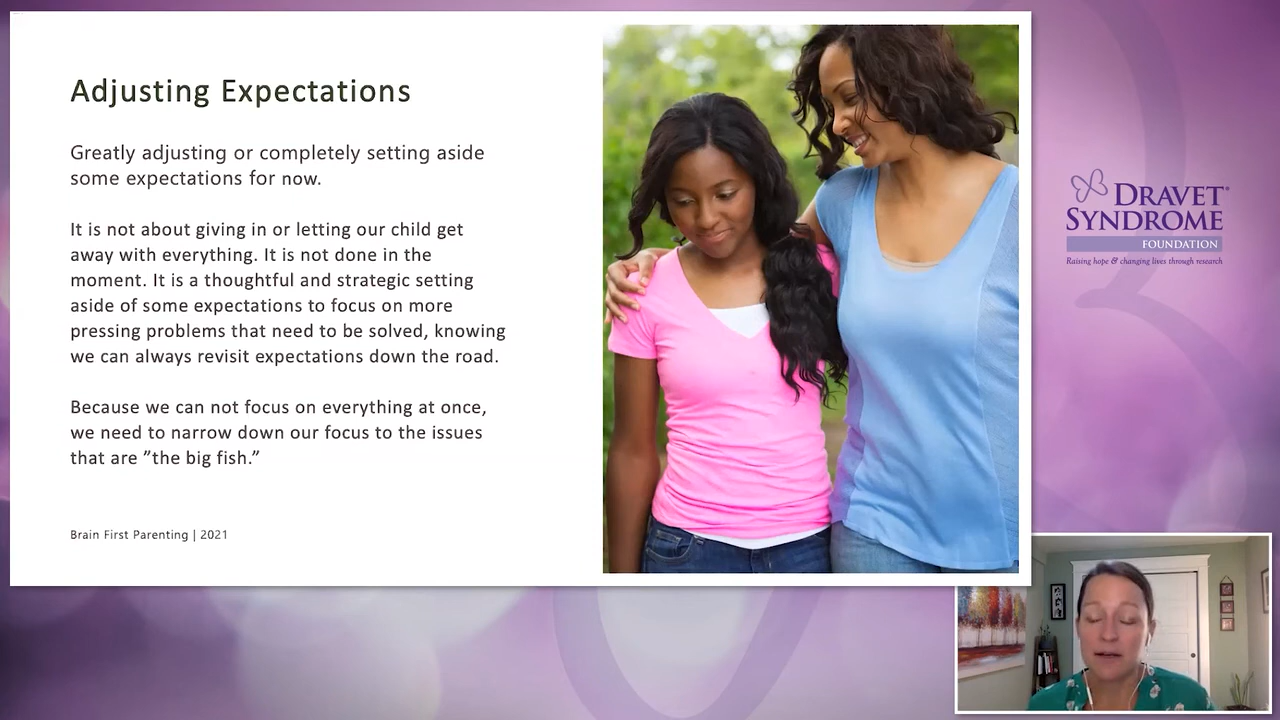 Adjusting Expectations
Greatly adjusting or completely setting aside
some expectations for now.
It is not about giving in or letting our child get
away with everything. It is not done in the
moment. It is a thoughtful and strategic setting
aside of some expectations to focus on more
pressing problems that need to be solved, knowing
we can always revisit expectations down the road.
Because we can not focus on everything at once,
we need to narrow down our focus to the issues
that are ”the big fish.”
Brain First Parenting | 2021
DRAVET®
SYNDROME
FOUNDATION
Raising hope & changing lives through research